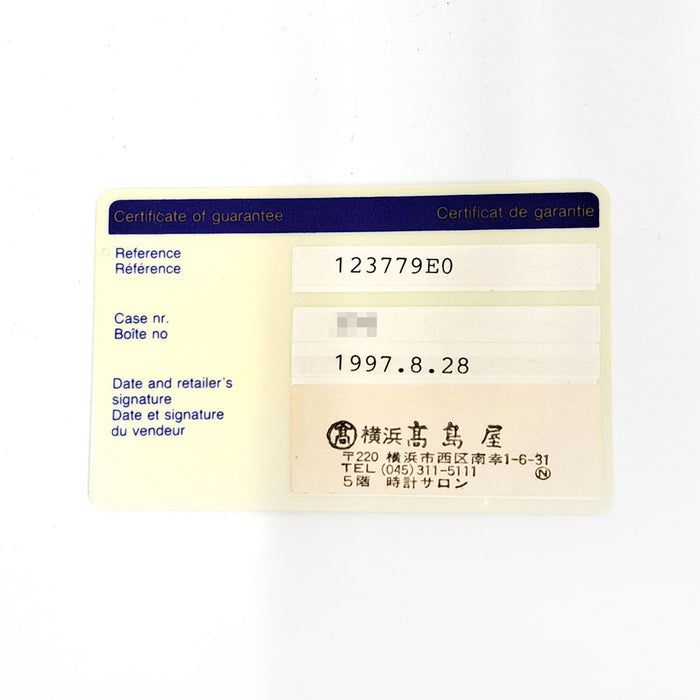 Certificate of guarantee
Certificat de garantie
Reference
Référence
123779E0
Case nr.
Boîte no
1997.8.28
Date and retailer's
signature
Date et signature
du vendeur
髙 横浜 髙島屋
〒220 横浜市西区南幸1-6-31
TEL (045)311-5111
5階 時計サロン
N